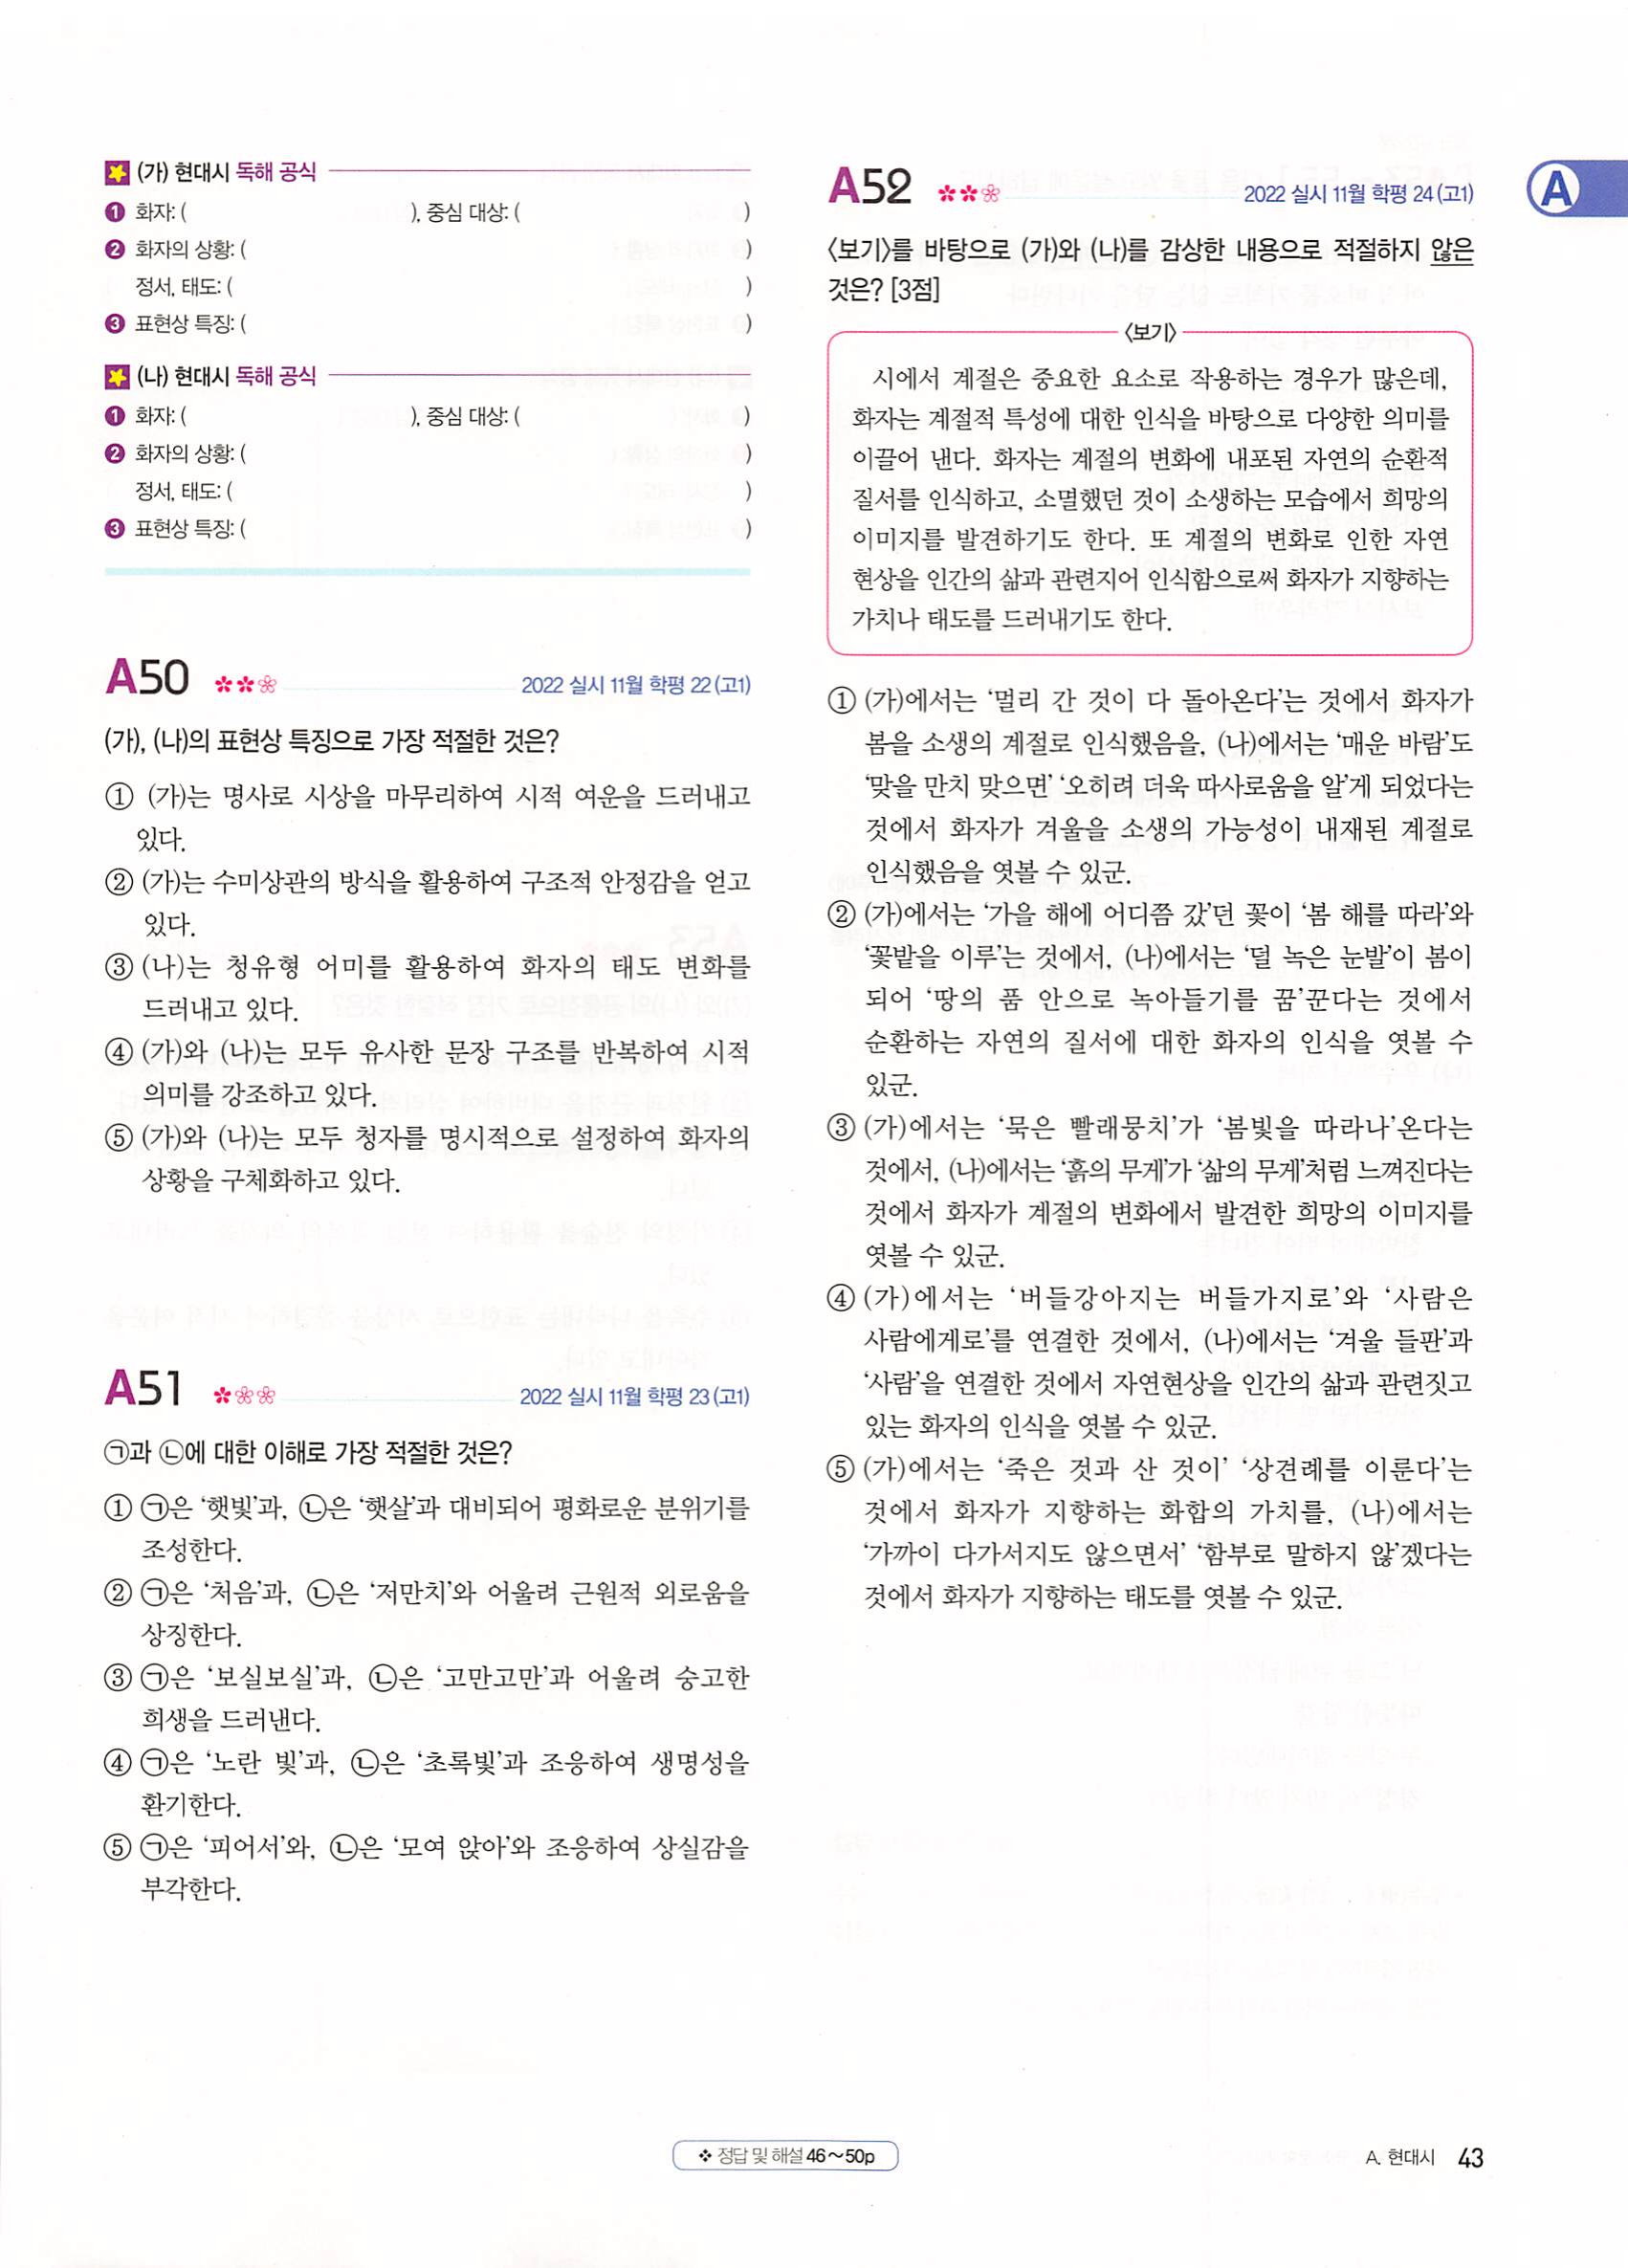 (가) 현대시 독해 공식
❶ 화자: ( ), 중심 대상: ( )
❷ 화자의 상황: ( )
정서, 태도: ( )
❸ 표현상 특징: ( )
(나) 현대시 독해 공식
❶ 화자: ( ), 중심 대상: ( )
❷ 화자의 상황: ( )
정서, 태도: ( )
❸ 표현상 특징: ( )
A50 2022 실시 11월 학평 22 (고1)
(가), (나)의 표현상 특징으로 가장 적절한 것은?
① (가)는 명사로 시상을 마무리하여 시적 여운을 드러내고
있다.
② (가)는 수미상관의 방식을 활용하여 구조적 안정감을 얻고
있다.
③ (나)는 청유형 어미를 활용하여 화자의 태도 변화를
드러내고 있다.
④ (가)와 (나)는 모두 유사한 문장 구조를 반복하여 시적
의미를 강조하고 있다.
⑤ (가)와 (나)는 모두 청자를 명시적으로 설정하여 화자의
상황을 구체화하고 있다.
A51 2022 실시 11월 학평 23 (고1)
㉠과 ㉡에 대한 이해로 가장 적절한 것은?
① ㉠은 ‘햇빛’과, ㉡은 ‘햇살’과 대비되어 평화로운 분위기를
조성한다.
② ㉠은 ‘처음’과, ㉡은 ‘저만치’와 어울려 근원적 외로움을
상징한다.
③ ㉠은 ‘보실보실’과, ㉡은 ‘고만고만’과 어울려 숭고한
희생을 드러낸다.
④ ㉠은 ‘노란 빛’과, ㉡은 ‘초록빛’과 조응하여 생명성을
환기한다.
⑤ ㉠은 ‘피어서’와, ㉡은 ‘모여 앉아’와 조응하여 상실감을
부각한다.
A52 2022 실시 11월 학평 24 (고1)
〈보기〉를 바탕으로 (가)와 (나)를 감상한 내용으로 적절하지 않은
것은? [3점]
〈보기〉
시에서 계절은 중요한 요소로 작용하는 경우가 많은데,
화자는 계절적 특성에 대한 인식을 바탕으로 다양한 의미를
이끌어 낸다. 화자는 계절의 변화에 내포된 자연의 순환적
질서를 인식하고, 소멸했던 것이 소생하는 모습에서 희망의
이미지를 발견하기도 한다. 또 계절의 변화로 인한 자연
현상을 인간의 삶과 관련지어 인식함으로써 화자가 지향하는
가치나 태도를 드러내기도 한다.
① (가)에서는 ‘멀리 간 것이 다 돌아온다’는 것에서 화자가
봄을 소생의 계절로 인식했음을, (나)에서는 ‘매운 바람’도
‘맞을 만치 맞으면’ ‘오히려 더욱 따사로움을 알’게 되었다는
것에서 화자가 겨울을 소생의 가능성이 내재된 계절로
인식했음을 엿볼 수 있군.
② (가)에서는 ‘가을 해에 어디쯤 갔’던 꽃이 ‘봄 해를 따라’와
‘꽃밭을 이루’는 것에서, (나)에서는 ‘덜 녹은 눈발’이 봄이
되어 ‘땅의 품 안으로 녹아들기를 꿈’꾼다는 것에서
순환하는 자연의 질서에 대한 화자의 인식을 엿볼 수
있군.
③ (가)에서는 ‘묵은 빨래뭉치’가 ‘봄빛을 따라나’온다는
것에서, (나)에서는 ‘흙의 무게’가 ‘삶의 무게’처럼 느껴진다는
것에서 화자가 계절의 변화에서 발견한 희망의 이미지를
엿볼 수 있군.
④ (가)에서는 ‘버들강아지는 버들가지로’와 ‘사람은
사람에게로’를 연결한 것에서, (나)에서는 ‘겨울 들판’과
‘사람’을 연결한 것에서 자연현상을 인간의 삶과 관련짓고
있는 화자의 인식을 엿볼 수 있군.
⑤ (가)에서는 ‘죽은 것과 산 것이’ ‘상견례를 이룬다’는
것에서 화자가 지향하는 화합의 가치를, (나)에서는
‘가까이 다가서지도 않으면서’ ‘함부로 말하지 않’겠다는
것에서 화자가 지향하는 태도를 엿볼 수 있군.
A
❖ 정답 및 해설 46~50p
A. 현대시 43